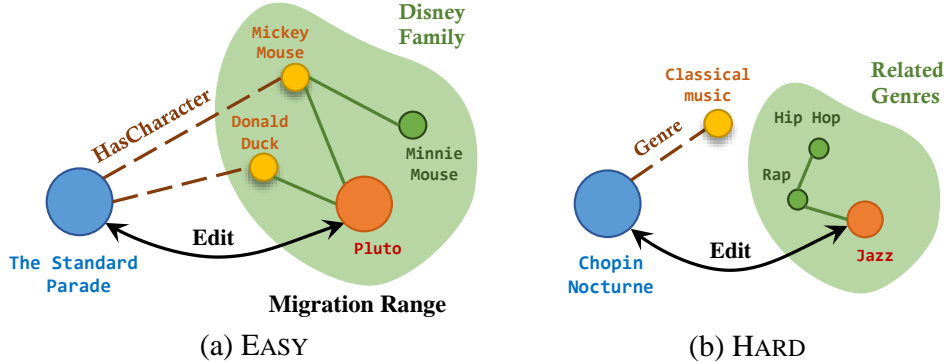 Disney
Family
Mickey
Mouse
HasCharacter
Donald
Duck
Minnie
Mouse
Edit
Pluto
The Standard
Parade
Migration Range
(a) EASY
Classical
music
Related
Genres
Genre
Hip Hop
Rap
Edit
Jazz
Chopin
Nocturne
(b) HARD